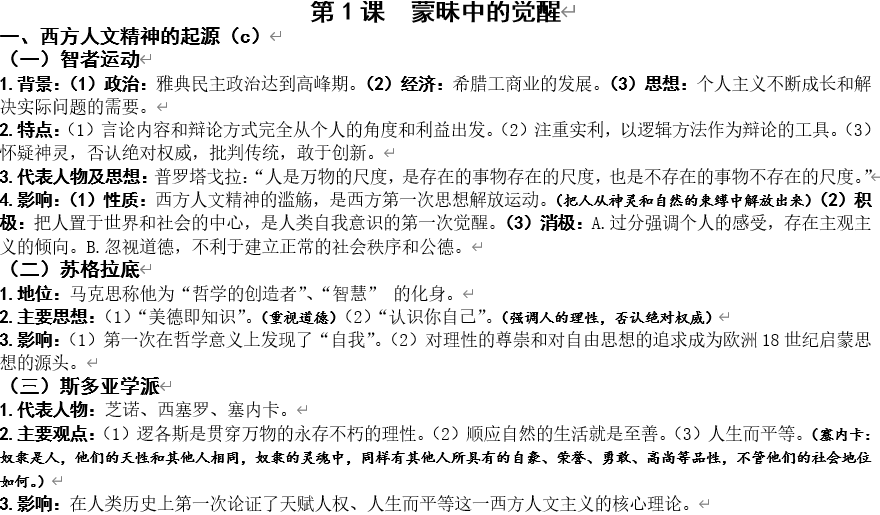 第1课 蒙昧中的觉醒
一、西方人文精神的起源（c）
（一）智者运动
1.背景：（1）政治：雅典民主政治达到高峰期。（2）经济：希腊工商业的发展。（3）思想：个人主义不断成长和解
决实际问题的需要。
2.特点：（1）言论内容和辩论方式完全从个人的角度和利益出发。（2）注重实利，以逻辑方法作为辩论的工具。（3）
怀疑神灵，否认绝对权威，批判传统，敢于创新。
3.代表人物及思想：普罗塔戈拉：“人是万物的尺度，是存在的事物存在的尺度，也是不存在的事物不存在的尺度。”
4.影响：（1）性质：西方人文精神的滥觞，是西方第一次思想解放运动。（把人从神灵和自然的束缚中解放出来）（2）积
极：把人置于世界和社会的中心，是人类自我意识的第一次觉醒。（3）消极：A.过分强调个人的感受，存在主观主
义的倾向。B.忽视道德，不利于建立正常的社会秩序和公德。
（二）苏格拉底
1.地位：马克思称他为“哲学的创造者”、“智慧” 的化身。
2.主要思想：（1）“美德即知识”。（重视道德）（2）“认识你自己”。（强调人的理性，否认绝对权威）
3.影响：（1）第一次在哲学意义上发现了“自我”。（2）对理性的尊崇和对自由思想的追求成为欧洲18世纪启蒙思
想的源头。
（三）斯多亚学派
1.代表人物：芝诺、西塞罗、塞内卡。
2.主要观点：（1）逻各斯是贯穿万物的永存不朽的理性。（2）顺应自然的生活就是至善。（3）人生而平等。（塞内卡：
奴隶是人，他们的天性和其他人相同，奴隶的灵魂中，同样有其他人所具有的自豪、荣誉、勇敢、高尚等品性，不管他们的社会地位
如何。）
3.影响：在人类历史上第一次论证了天赋人权、人生而平等这一西方人文主义的核心理论。